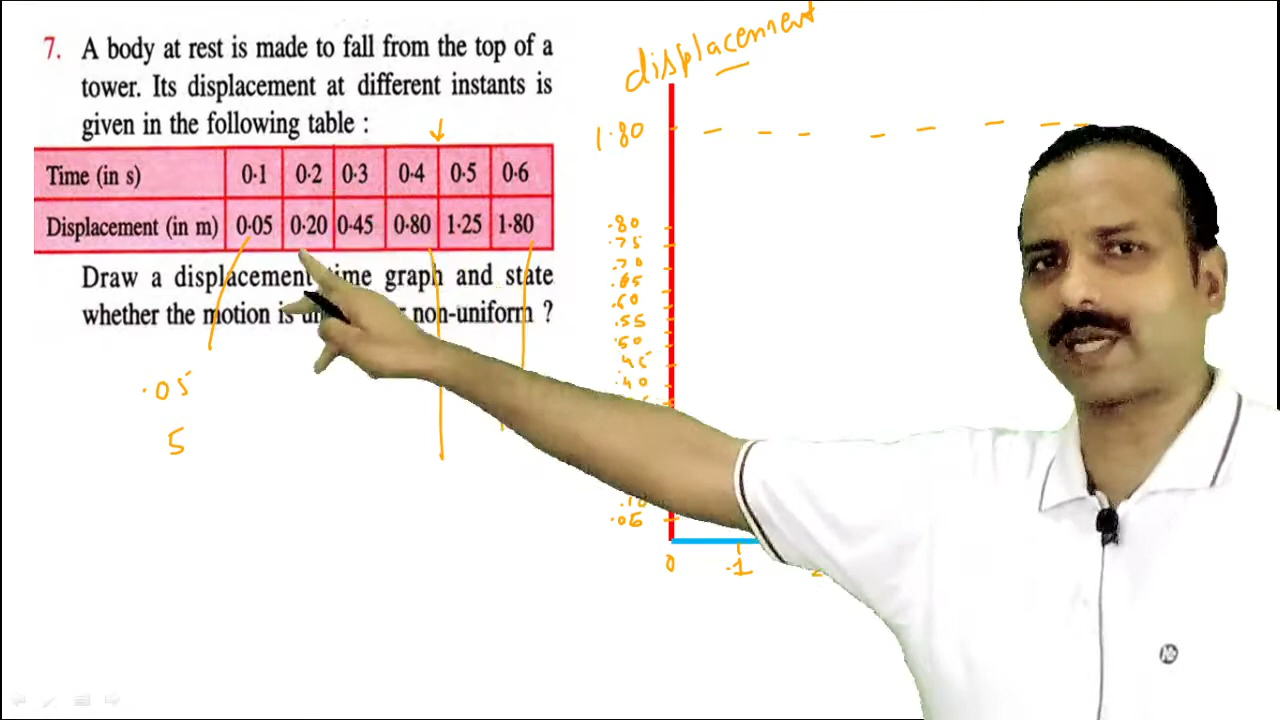 7. A body at rest is made to fall from the top of a
tower. Its displacement at different instants is
given in the following table :
Time (in s) 0·1 0·2 0·3 0·4 0·5 0·6
Displacement (in m) 0·05 0·20 0·45 0·80 1·25 1·80
Draw a displacement time graph and state
whether the motion is non-uniform ?
.05
5
displacement
1.80
.80
.75
.70
.65
.60
.55
.50
.45
.40
.10
.05
0 .1